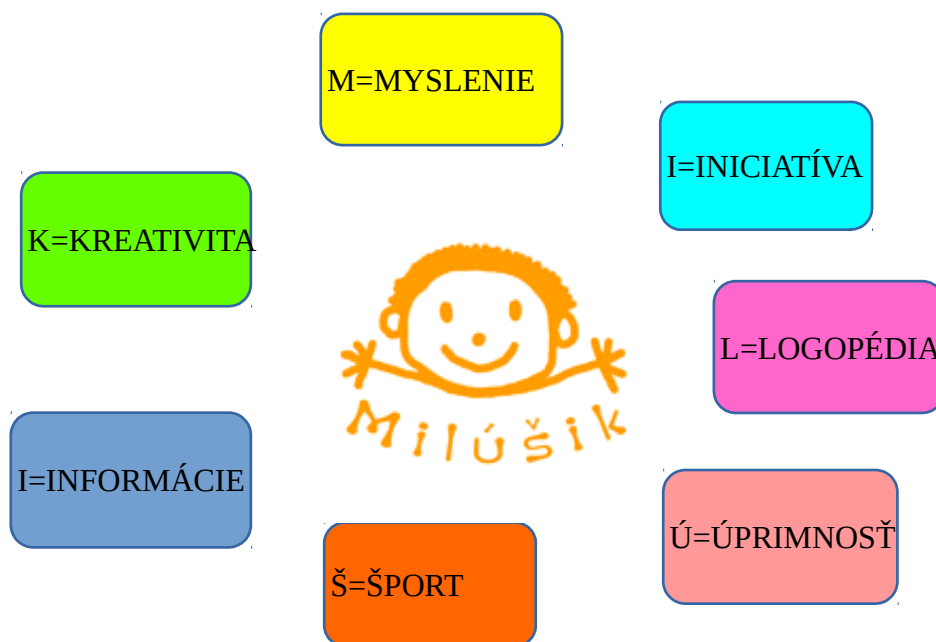 M=MYSLENIE
I=INICIATÍVA
K=KREATIVITA
L=LOGOPÉDIA
Milúšik
I=INFORMÁCIE
Ú=ÚPRIMNOSŤ
Š=ŠPORT